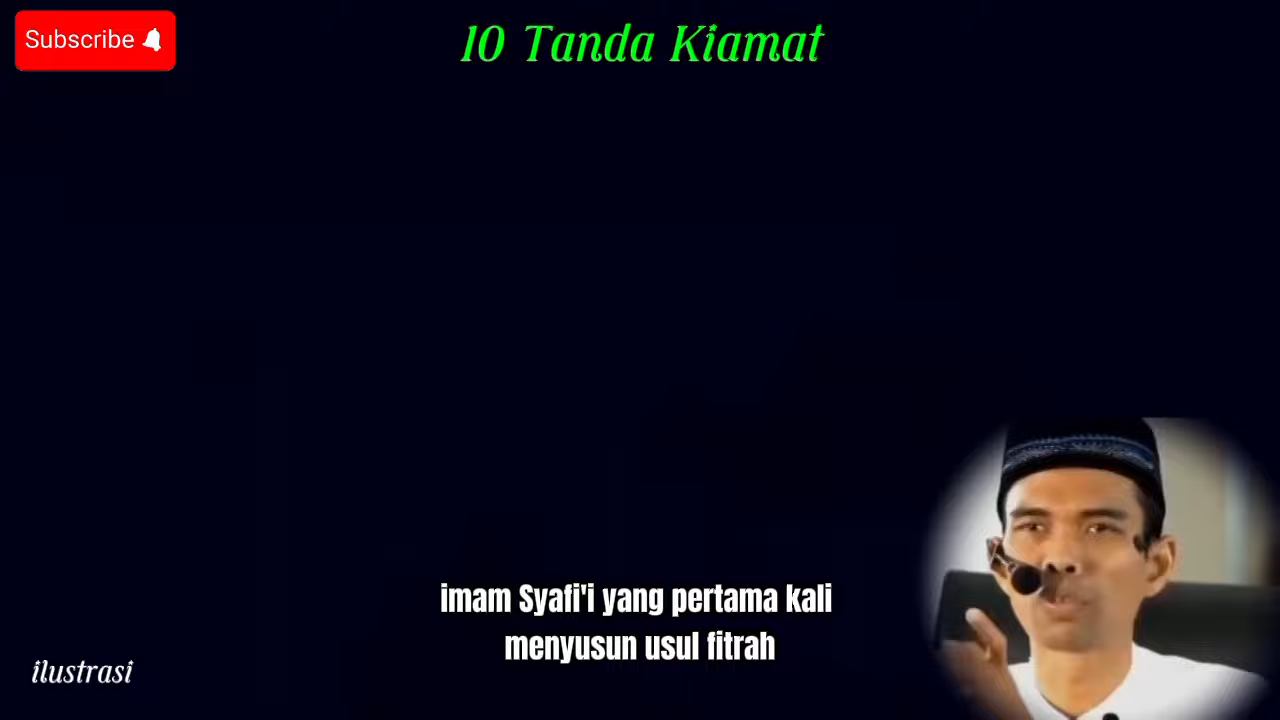 Subscribe
10 Tanda Kiamat
imam Syafi'i yang pertama kali
menyusun usul fitrah
ilustrasi